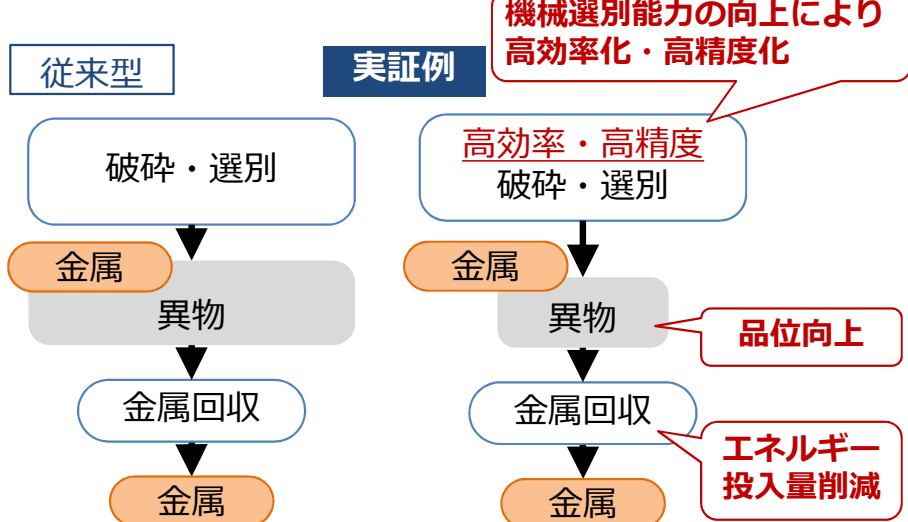 機械選別能力の向上により
高効率化・高精度化
従来型
実証例
破砕・選別
金属
異物
金属回収
金属
高効率・高精度
破砕・選別
金属
異物
品位向上
金属回収
エネルギー
投入量削減
金属